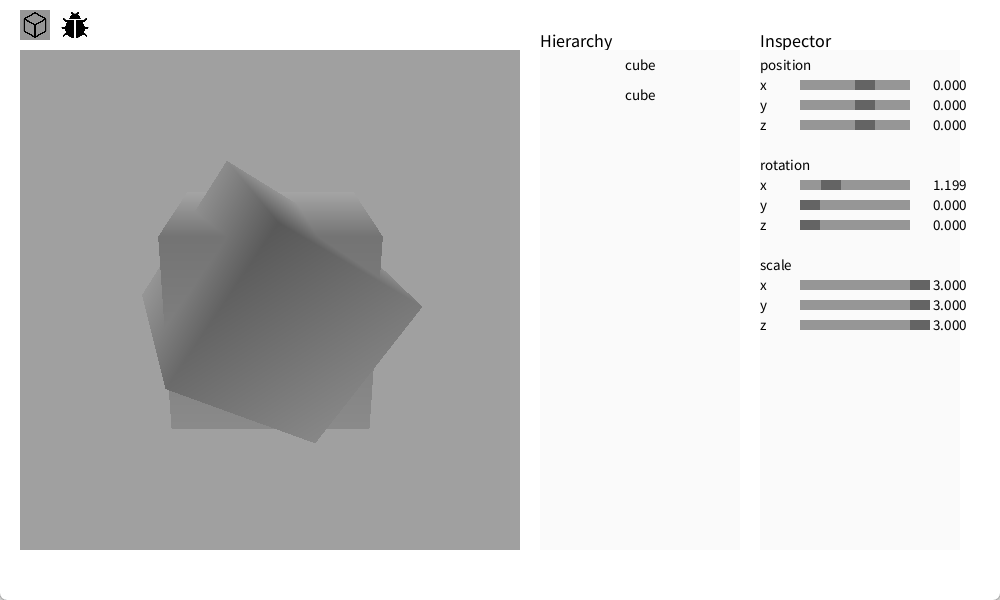 Hierarchy
cube
cube
Inspector
position
x 0.000
y 0.000
z 0.000
rotation
x 1.199
y 0.000
z 0.000
scale
x 3.000
y 3.000
z 3.000